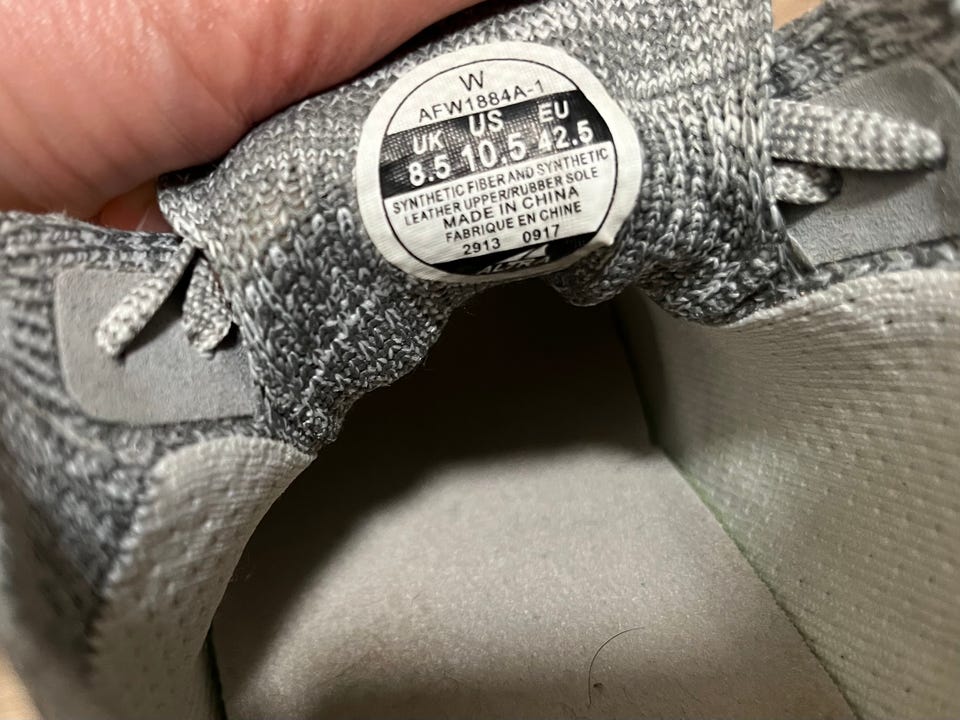 W
AFW1884A-1
UK US EU
8.5 10.5 42.5
SYNTHETIC FIBER AND SYNTHETIC
LEATHER UPPER/RUBBER SOLE
MADE IN CHINA
FABRIQUE EN CHINE
2913 0917
ALTRA